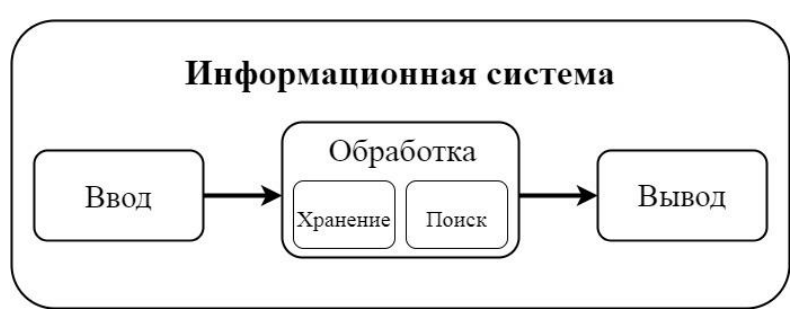 Информационная система
Ввод
Обработка
Хранение
Поиск
Вывод